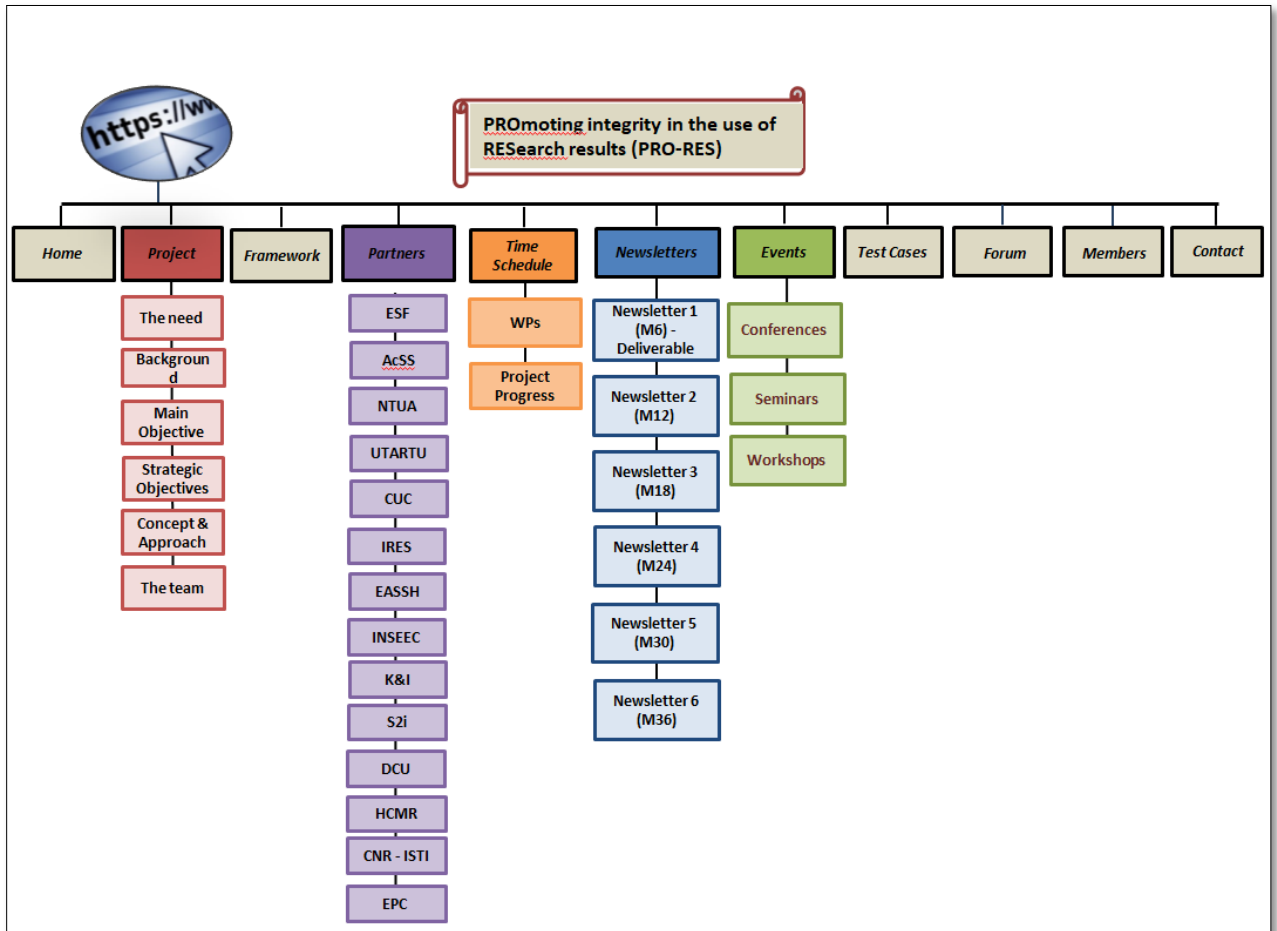 https://ww
PROmoting integrity in the use of
RESearch results (PRO-RES)
Home
Project
Framework
Partners
Time
Schedule
Newsletters
Events
Test Cases
Forum
Members
Contact
The need
Backgroun
d
Main
Objective
Strategic
Objectives
Concept &
Approach
The team
ESF
AcSS
NTUA
UTARTU
CUC
IRES
EASSH
INSEEC
K&I
S2i
DCU
HCMR
CNR - ISTI
EPC
WPs
Project
Progress
Newsletter 1
(M6) -
Deliverable
Newsletter 2
(M12)
Newsletter 3
(M18)
Newsletter 4
(M24)
Newsletter 5
(M30)
Newsletter 6
(M36)
Conferences
Seminars
Workshops